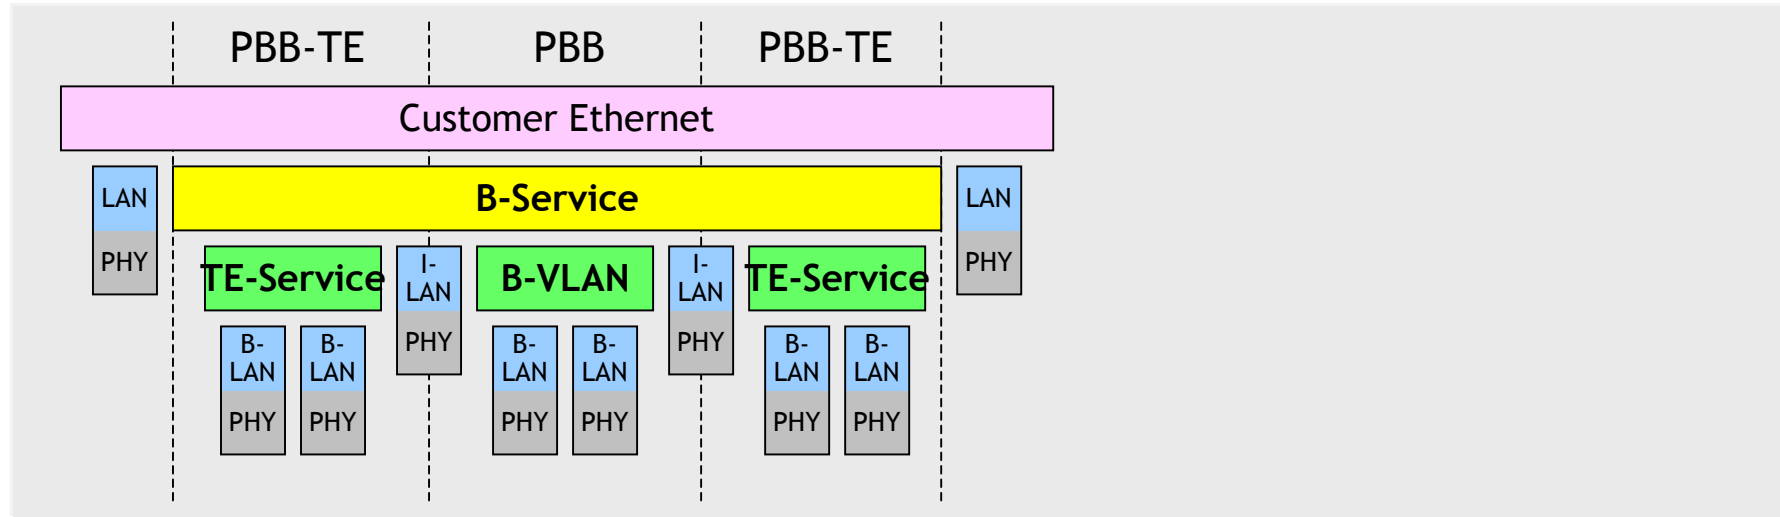 PBB-TE PBB PBB-TE
Customer Ethernet
LAN
PHY
B-Service
LAN
PHY
TE-Service
I-
LAN
PHY
B-VLAN
I-
LAN
PHY
TE-Service
B-
LAN
PHY
B-
LAN
PHY
B-
LAN
PHY
B-
LAN
PHY
B-
LAN
PHY
B-
LAN
PHY